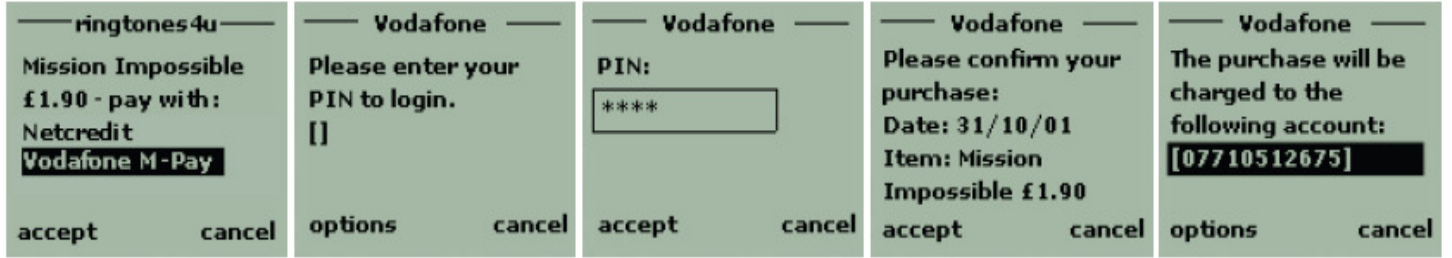 ringtones4u
Mission Impossible
£1.90 - pay with:
Netcredit
Vodafone M-Pay
accept cancel
Vodafone
Please enter your
PIN to login.
[]
options cancel
Vodafone
PIN:
****
accept cancel
Vodafone
Please confirm your
purchase:
Date: 31/10/01
Item: Mission
Impossible £1.90
accept cancel
Vodafone
The purchase will be
charged to the
following account:
[07710512675]
options cancel